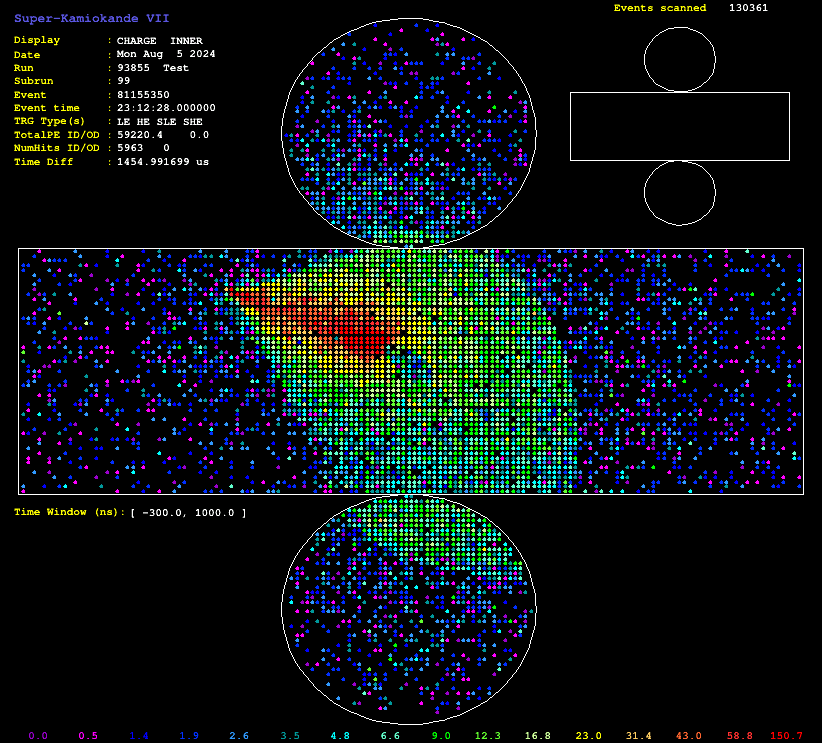 Super-Kamiokande VII
Display : CHARGE INNER
Date : Mon Aug 5 2024
Run : 93855 Test
Subrun : 99
Event : 81155350
Event time : 23:12:28.000000
TRG Type(s) : LE HE SLE SHE
TotalPE ID/OD : 59220.4 0.0
NumHits ID/OD : 5963 0
Time Diff : 1454.991699 us
Events scanned 130361
Time Window (ns): [ -300.0, 1000.0 ]
0.0 0.5 1.4 1.9 2.6 3.5 4.8 6.6 9.0 12.3 16.8 23.0 31.4 43.0 58.8 150.7